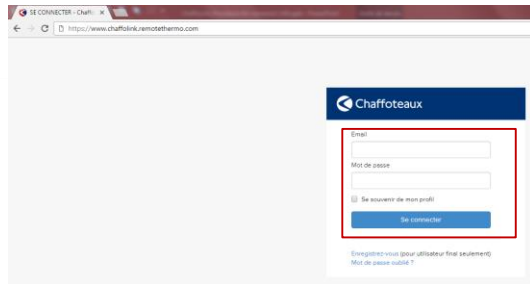 SE CONNECTER - Chaffo
https://www.chaffolink.remotethermo.com
Chaffoteaux
Email
Mot de passe
Se souvenir de mon profil
Se connecter
Enregistrez-vous (pour utilisateur final seulement)
Mot de passe oublié ?